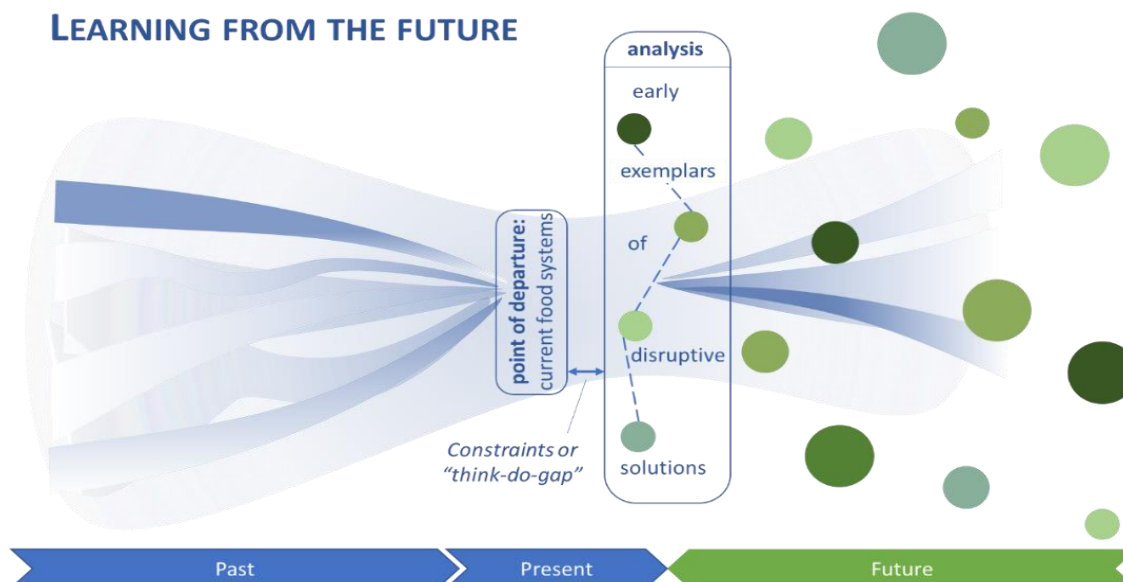 LEARNING FROM THE FUTURE
analysis
early
exemplars
of
disruptive
solutions
point of departure:
current food systems
Constraints or
"think-do-gap"
Past
Present
Future